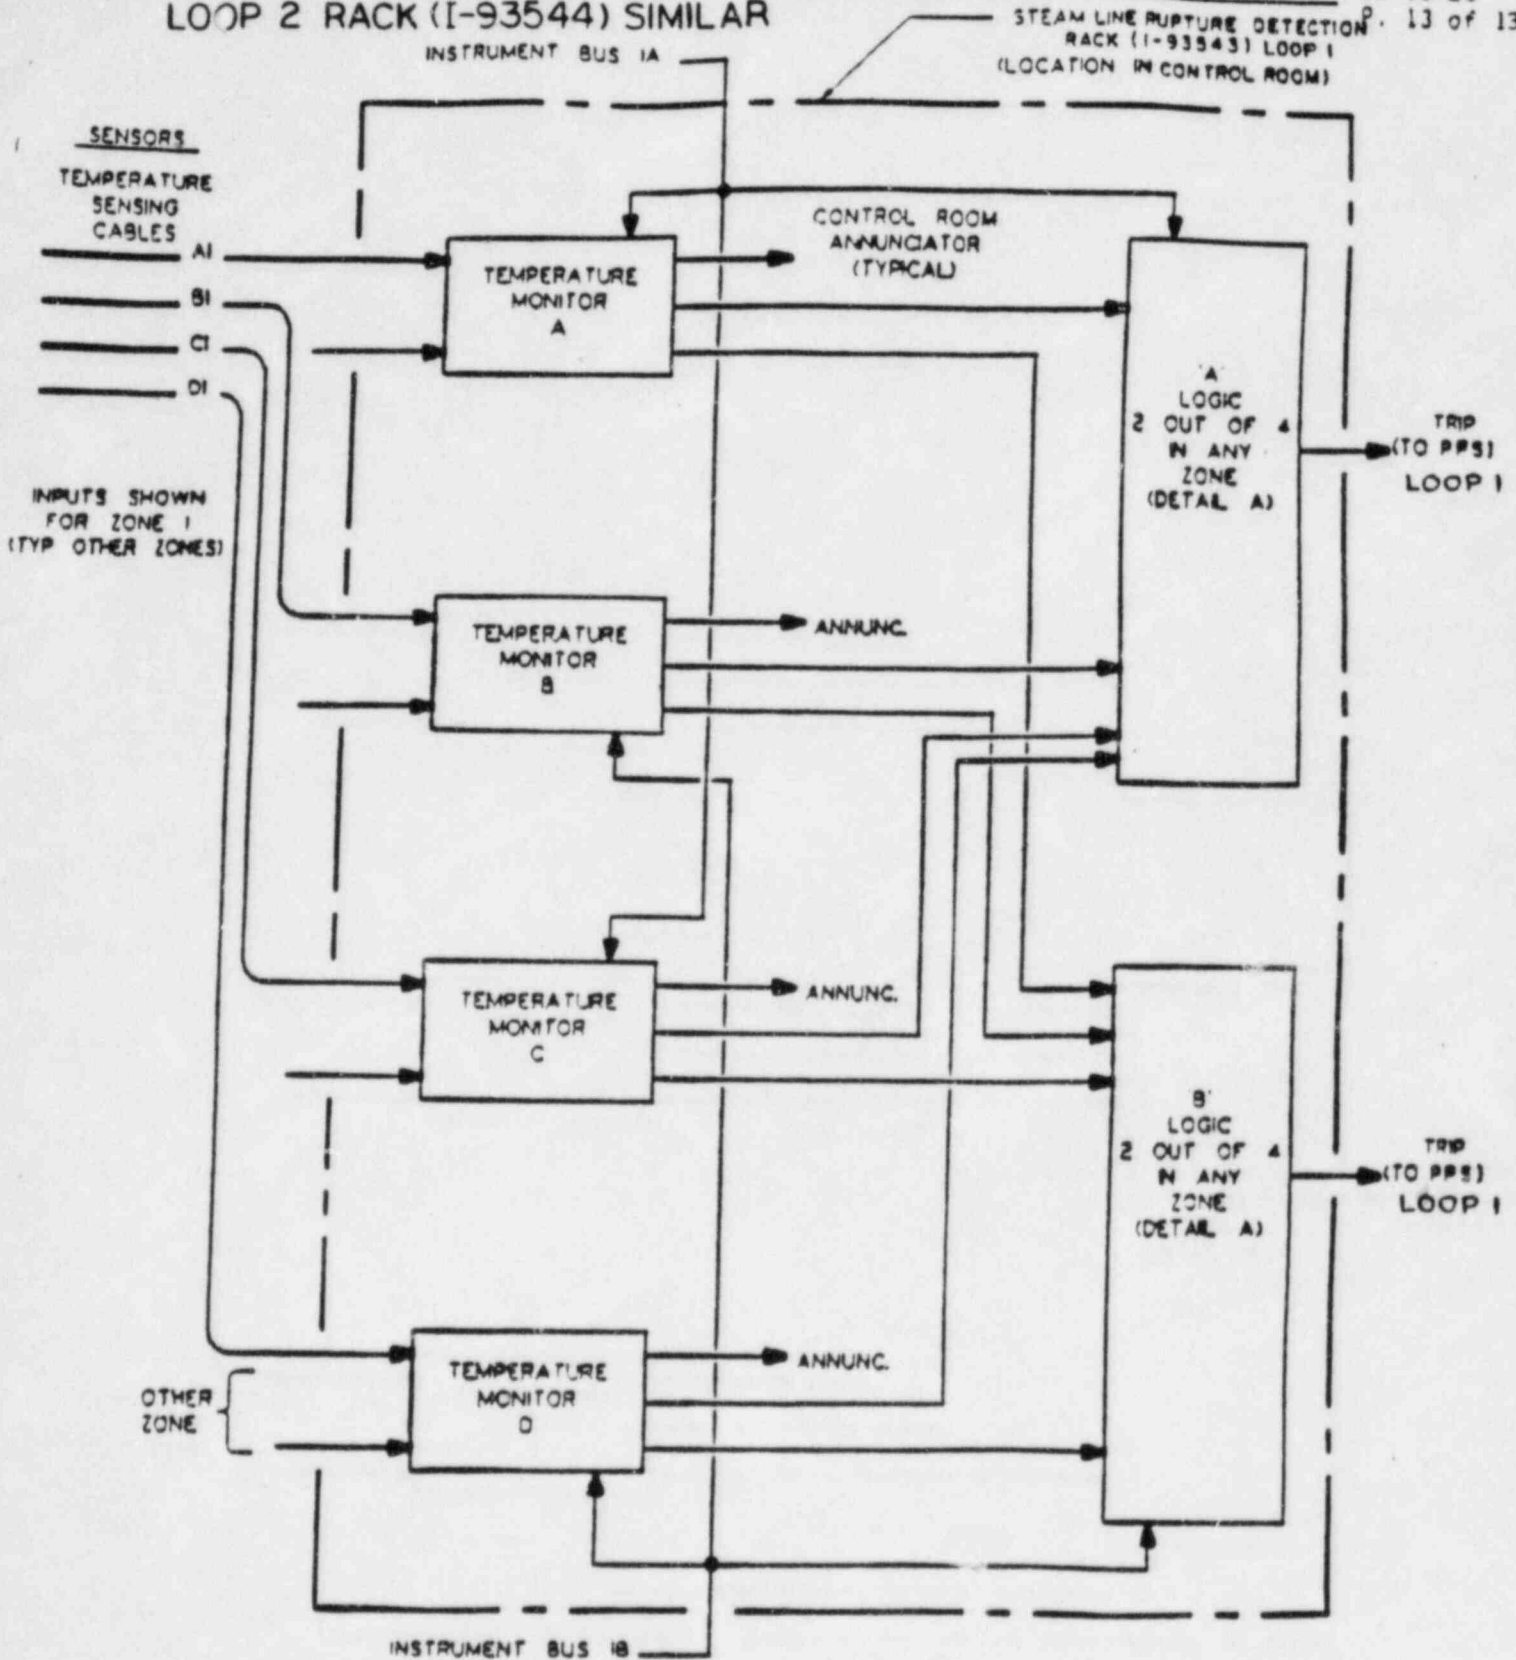 LOOP 2 RACK (I-93544) SIMILAR
P. 13 of 13
STEAM LINE RUPTURE DETECTION
RACK (I-93543) LOOP 1
(LOCATION IN CONTROL ROOM)
INSTRUMENT BUS 1A
SENSORS
TEMPERATURE
SENSING
CABLES
A1
B1
C1
D1
INPUTS SHOWN
FOR ZONE 1
(TYP OTHER ZONES)
TEMPERATURE
MONITOR
A
CONTROL ROOM
ANNUNCIATOR
(TYPICAL)
'A'
LOGIC
2 OUT OF 4
IN ANY
ZONE
(DETAIL A)
TRIP
(TO PPS)
LOOP 1
TEMPERATURE
MONITOR
B
ANNUNC.
TEMPERATURE
MONITOR
C
ANNUNC.
B'
LOGIC
2 OUT OF 4
IN ANY
ZONE
(DETAIL A)
TRIP
(TO PPS)
LOOP 1
OTHER
ZONE
TEMPERATURE
MONITOR
D
ANNUNC.
INSTRUMENT BUS 1B